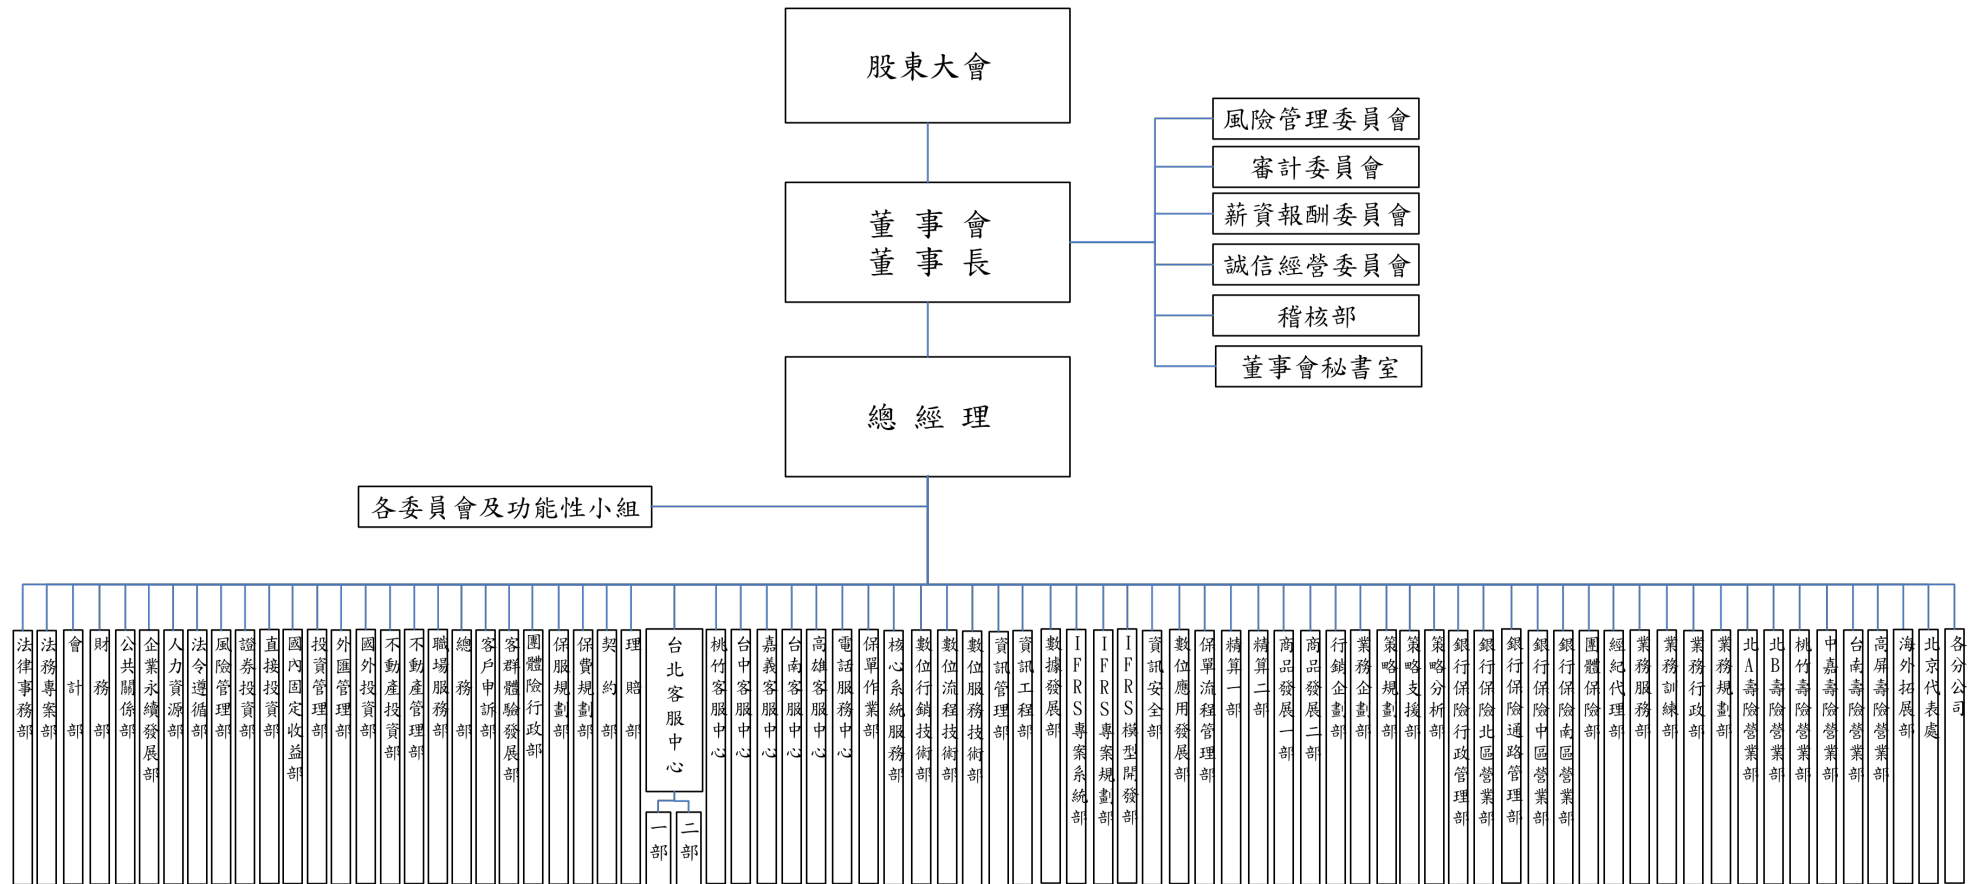 股東大會
風險管理委員會
審計委員會
董事會
董事長
薪資報酬委員會
誠信經營委員會
稽核部
董事會秘書室
總經理
各委員會及功能性小組
法律事務部
法務專案部
會計部
財務部
公共關係部
企業永續發展部
人力資源部
法令遵循部
風險管理部
證券投資部
直接投資部
國內固定收益部
投資管理部
外匯管理部
國外投資部
不動產投資部
不動產管理部
職場服務部
總務部
客戶申訴部
客群體驗發展部
團體險行政部
保服規劃部
保費規劃部
契約部
理賠部
台北客服中心
一部
二部
桃竹客服中心
台中客服中心
嘉義客服中心
台南客服中心
高雄客服中心
電話服務中心
保單作業部
核心系統服務部
數位行銷技術部
數位流程技術部
數位服務技術部
資訊管理部
資訊工程部
數據發展部
IFRS專案系統部
IFRS專案規劃部
IFRS模型開發部
資訊安全部
數位應用發展部
保單流程管理部
精算一部
精算二部
商品發展一部
商品發展二部
行銷企劃部
業務企劃部
策略規劃部
策略支援部
策略分析部
銀行保險行政管理部
銀行保險北區營業部
銀行保險通路管理部
銀行保險中區營業部
銀行保險南區營業部
團體保險部
經紀代理部
業務服務部
業務訓練部
業務行政部
業務規劃部
北A壽險營業部
北B壽險營業部
桃竹壽險營業部
中嘉壽險營業部
台南壽險營業部
高屏壽險營業部
海外拓展部
北京代表處
各分公司